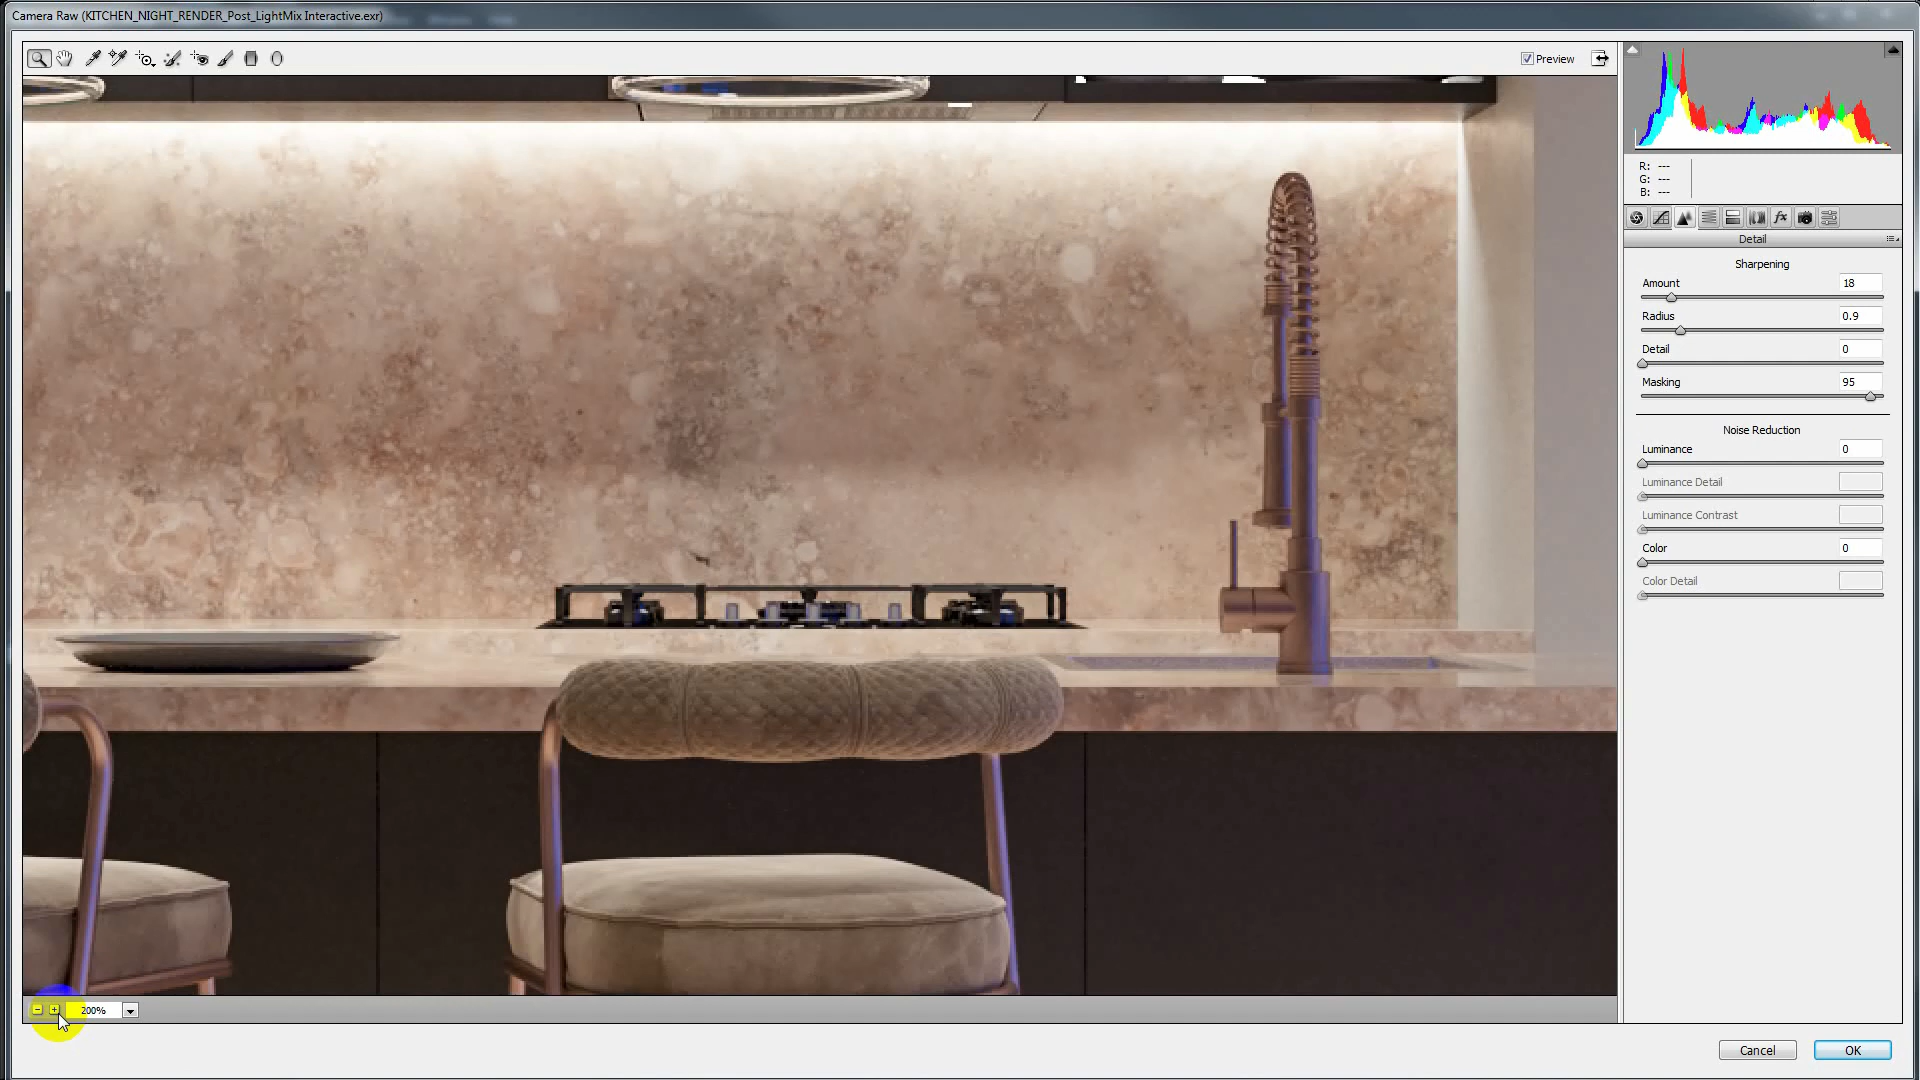 Camera Raw (KITCHEN_NIGHT_RENDER_Post_LightMix Interactive.exr)
Preview
R: ---
G: ---
B: ---
fx
Detail
Sharpening
Amount 18
Radius 0.9
Detail 0
Masking 95
Noise Reduction
Luminance 0
Luminance Detail
Luminance Contrast
Color 0
Color Detail
200%
Cancel OK